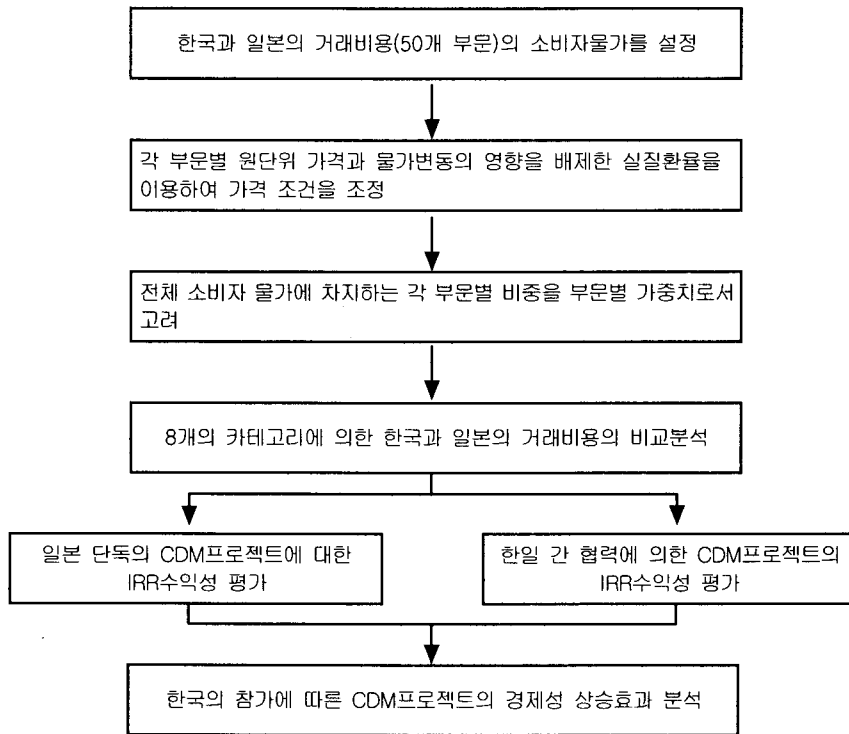 한국과 일본의 거래비용(50개 부문)의 소비자물가를 설정
각 부문별 원단위 가격과 물가변동의 영향을 배제한 실질환율을
이용하여 가격 조건을 조정
전체 소비자 물가에 차지하는 각 부문별 비중을 부문별 가중치로서
고려
8개의 카테고리에 의한 한국과 일본의 거래비용의 비교분석
일본 단독의 CDM프로젝트에 대한
IRR수익성 평가
한일 간 협력에 의한 CDM프로젝트의
IRR수익성 평가
한국의 참가에 따른 CDM프로젝트의 경제성 상승효과 분석